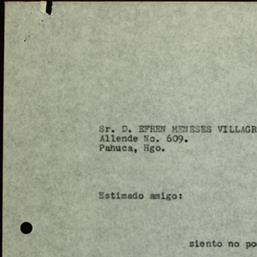 Sr. D. EFREN MENESES VILLAGR
Allende No. 609.
Pahuca, Hgo.
Estimado amigo:
siento no po